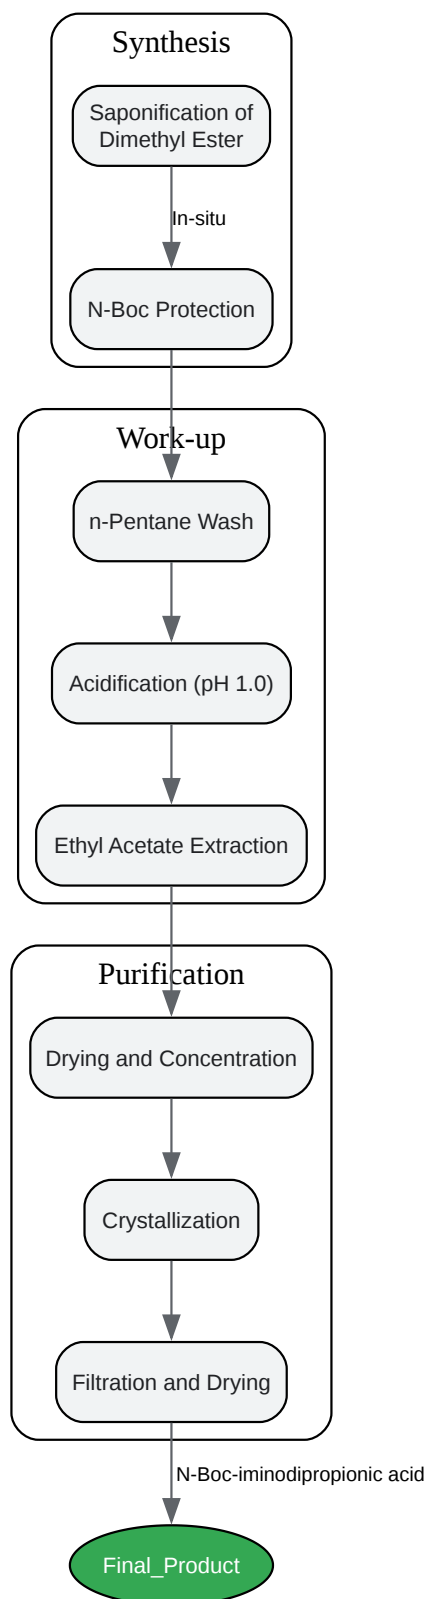 Synthesis
Saponification of
Dimethyl Ester
In-situ
N-Boc Protection
Work-up
n-Pentane Wash
Acidification (pH 1.0)
Ethyl Acetate Extraction
Purification
Drying and Concentration
Crystallization
Filtration and Drying
N-Boc-iminodipropionic acid
Final_Product